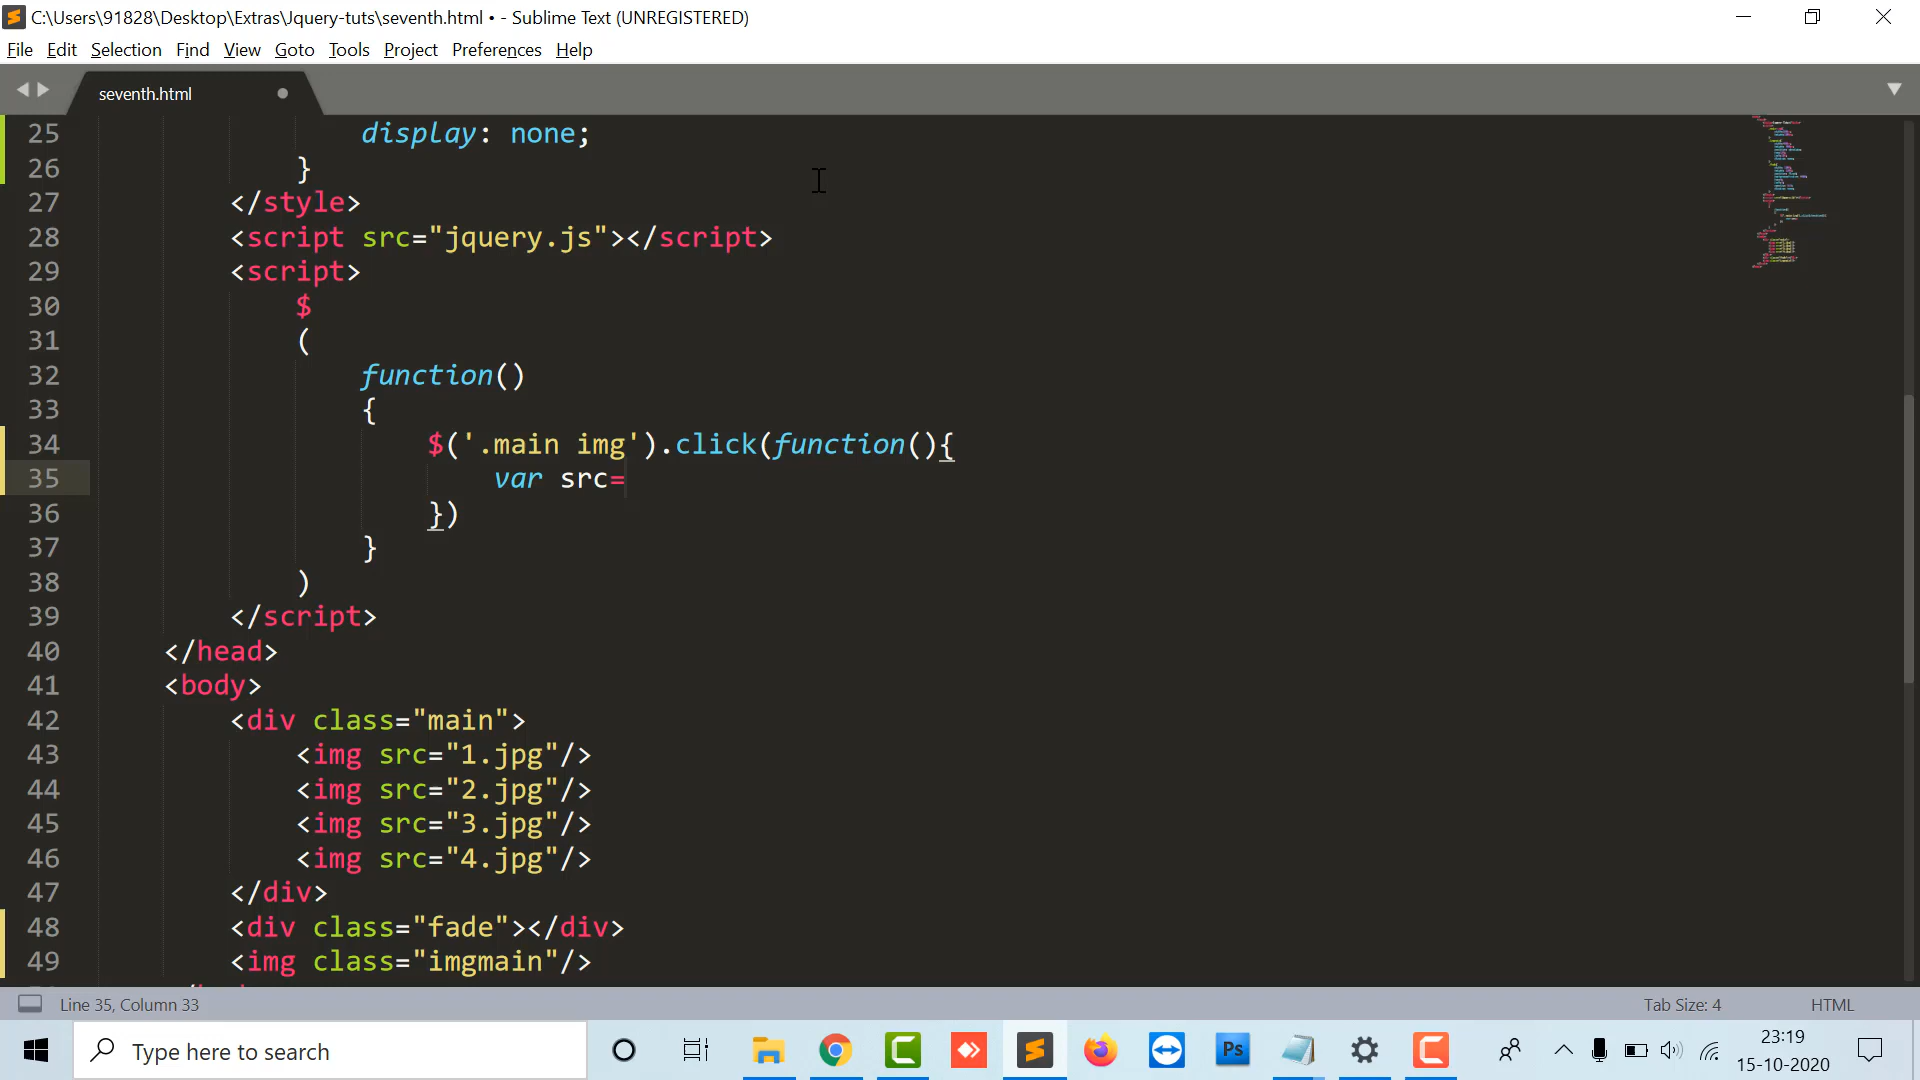 C:\Users\91828\Desktop\Extras\Jquery-tuts\seventh.html • - Sublime Text (UNREGISTERED)
File Edit Selection Find View Goto Tools Project Preferences Help
seventh.html
25 display: none;
26 }
27 </style>
28 <script src="jquery.js"></script>
29 <script>
30 $
31 (
32 function()
33 {
34 $('.main img').click(function(){
35 var src=
36 })
37 }
38 )
39 </script>
40 </head>
41 <body>
42 <div class="main">
43 <img src="1.jpg"/>
44 <img src="2.jpg"/>
45 <img src="3.jpg"/>
46 <img src="4.jpg"/>
47 </div>
48 <div class="fade"></div>
49 <img class="imgmain"/>
Line 35, Column 33
Tab Size: 4
HTML
Type here to search
Ps
23:19
15-10-2020